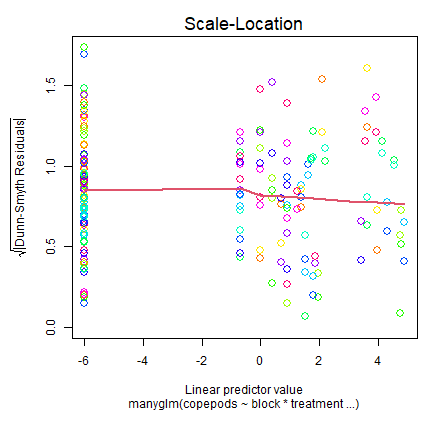 Scale-Location
√|Dunn-Smyth Residuals|
1.5
1.0
0.5
0.0
-6 -4 -2 0 2 4
Linear predictor value
manyglm(copepods ~ block * treatment ...)